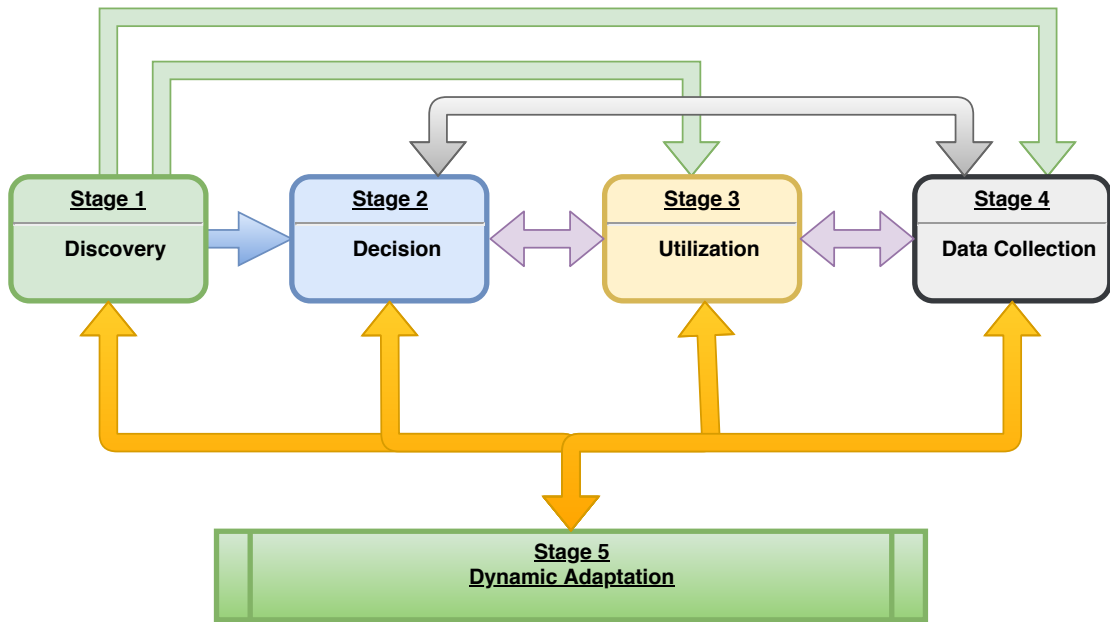 Stage 1
Discovery
Stage 2
Decision
Stage 3
Utilization
Stage 4
Data Collection
Stage 5
Dynamic Adaptation